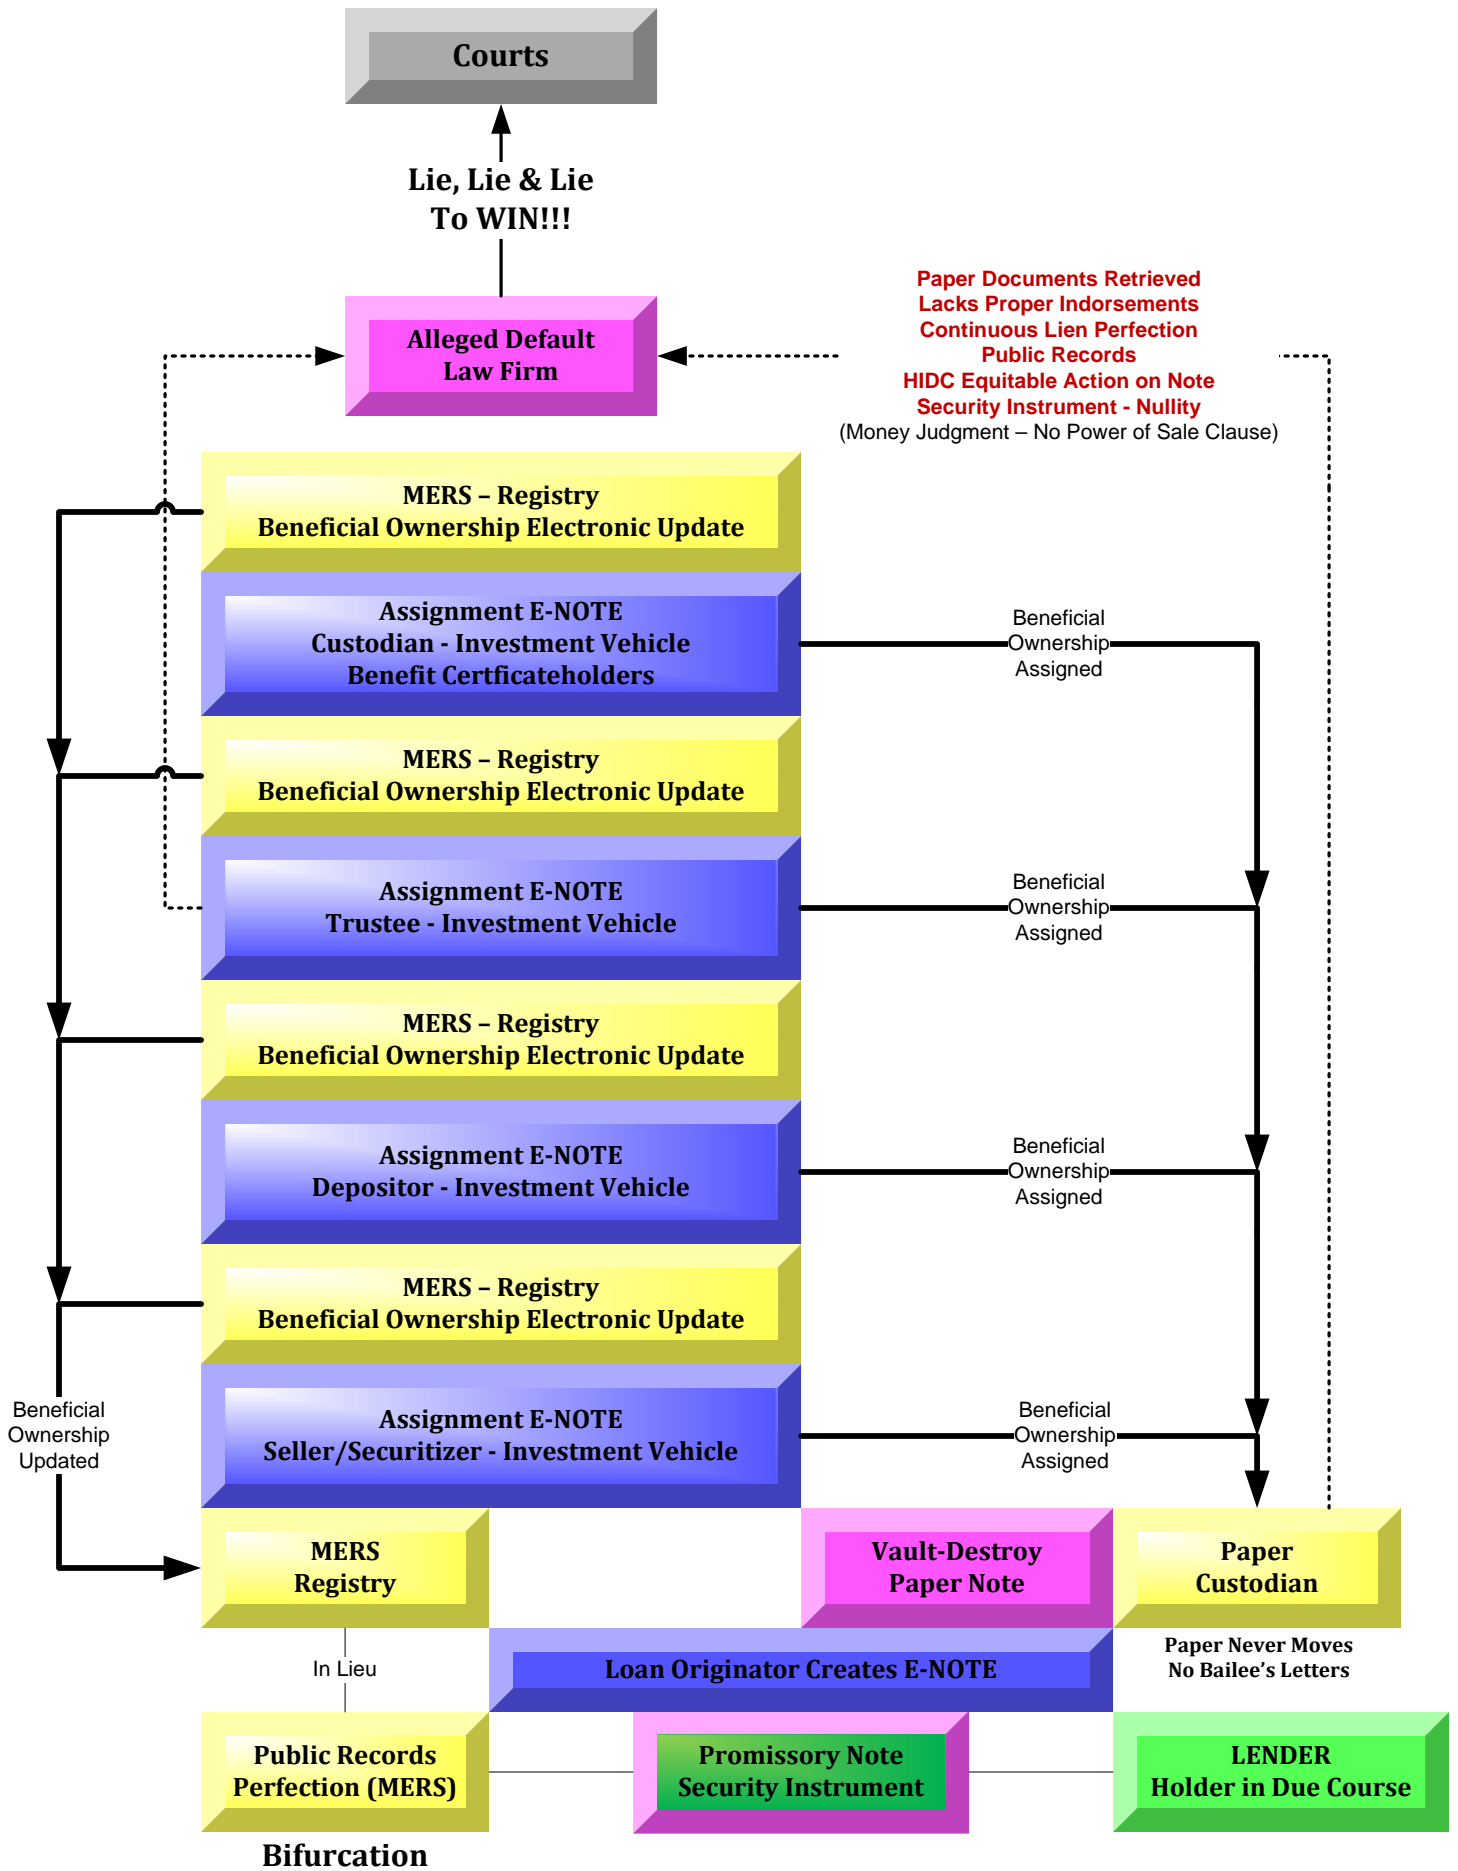 Courts
Lie, Lie & Lie
To WIN!!!
Alleged Default
Law Firm
Paper Documents Retrieved
Lacks Proper Indorsements
Continuous Lien Perfection
Public Records
HIDC Equitable Action on Note
Security Instrument - Nullity
(Money Judgment – No Power of Sale Clause)
MERS – Registry
Beneficial Ownership Electronic Update
Assignment E-NOTE
Custodian - Investment Vehicle
Benefit Certficateholders
Beneficial
Ownership
Assigned
MERS – Registry
Beneficial Ownership Electronic Update
Assignment E-NOTE
Trustee - Investment Vehicle
Beneficial
Ownership
Assigned
MERS – Registry
Beneficial Ownership Electronic Update
Assignment E-NOTE
Depositor - Investment Vehicle
Beneficial
Ownership
Assigned
MERS – Registry
Beneficial Ownership Electronic Update
Beneficial
Ownership
Updated
Assignment E-NOTE
Seller/Securitizer - Investment Vehicle
Beneficial
Ownership
Assigned
MERS
Registry
Vault-Destroy
Paper Note
Paper
Custodian
In Lieu
Loan Originator Creates E-NOTE
Paper Never Moves
No Bailee's Letters
Public Records
Perfection (MERS)
Promissory Note
Security Instrument
LENDER
Holder in Due Course
Bifurcation